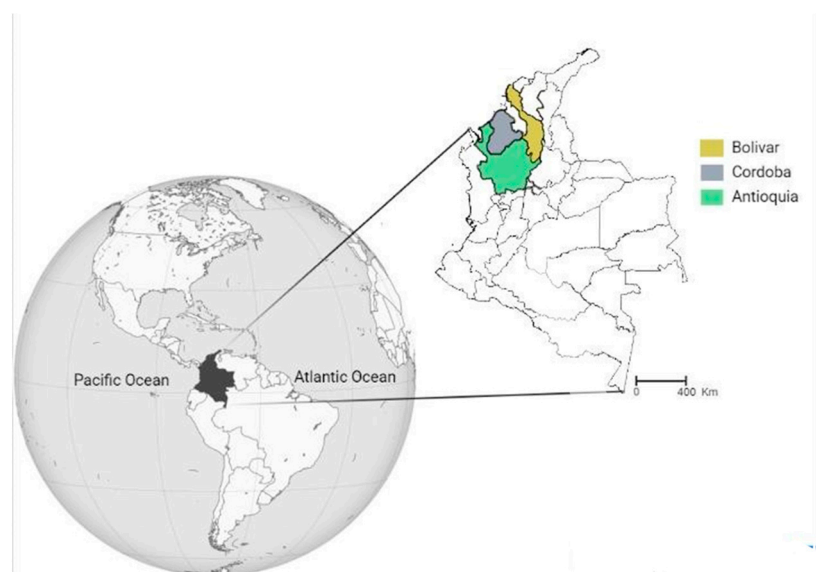 Bolivar
Cordoba
Antioquia
Pacific Ocean
Atlantic Ocean
0 400 Km